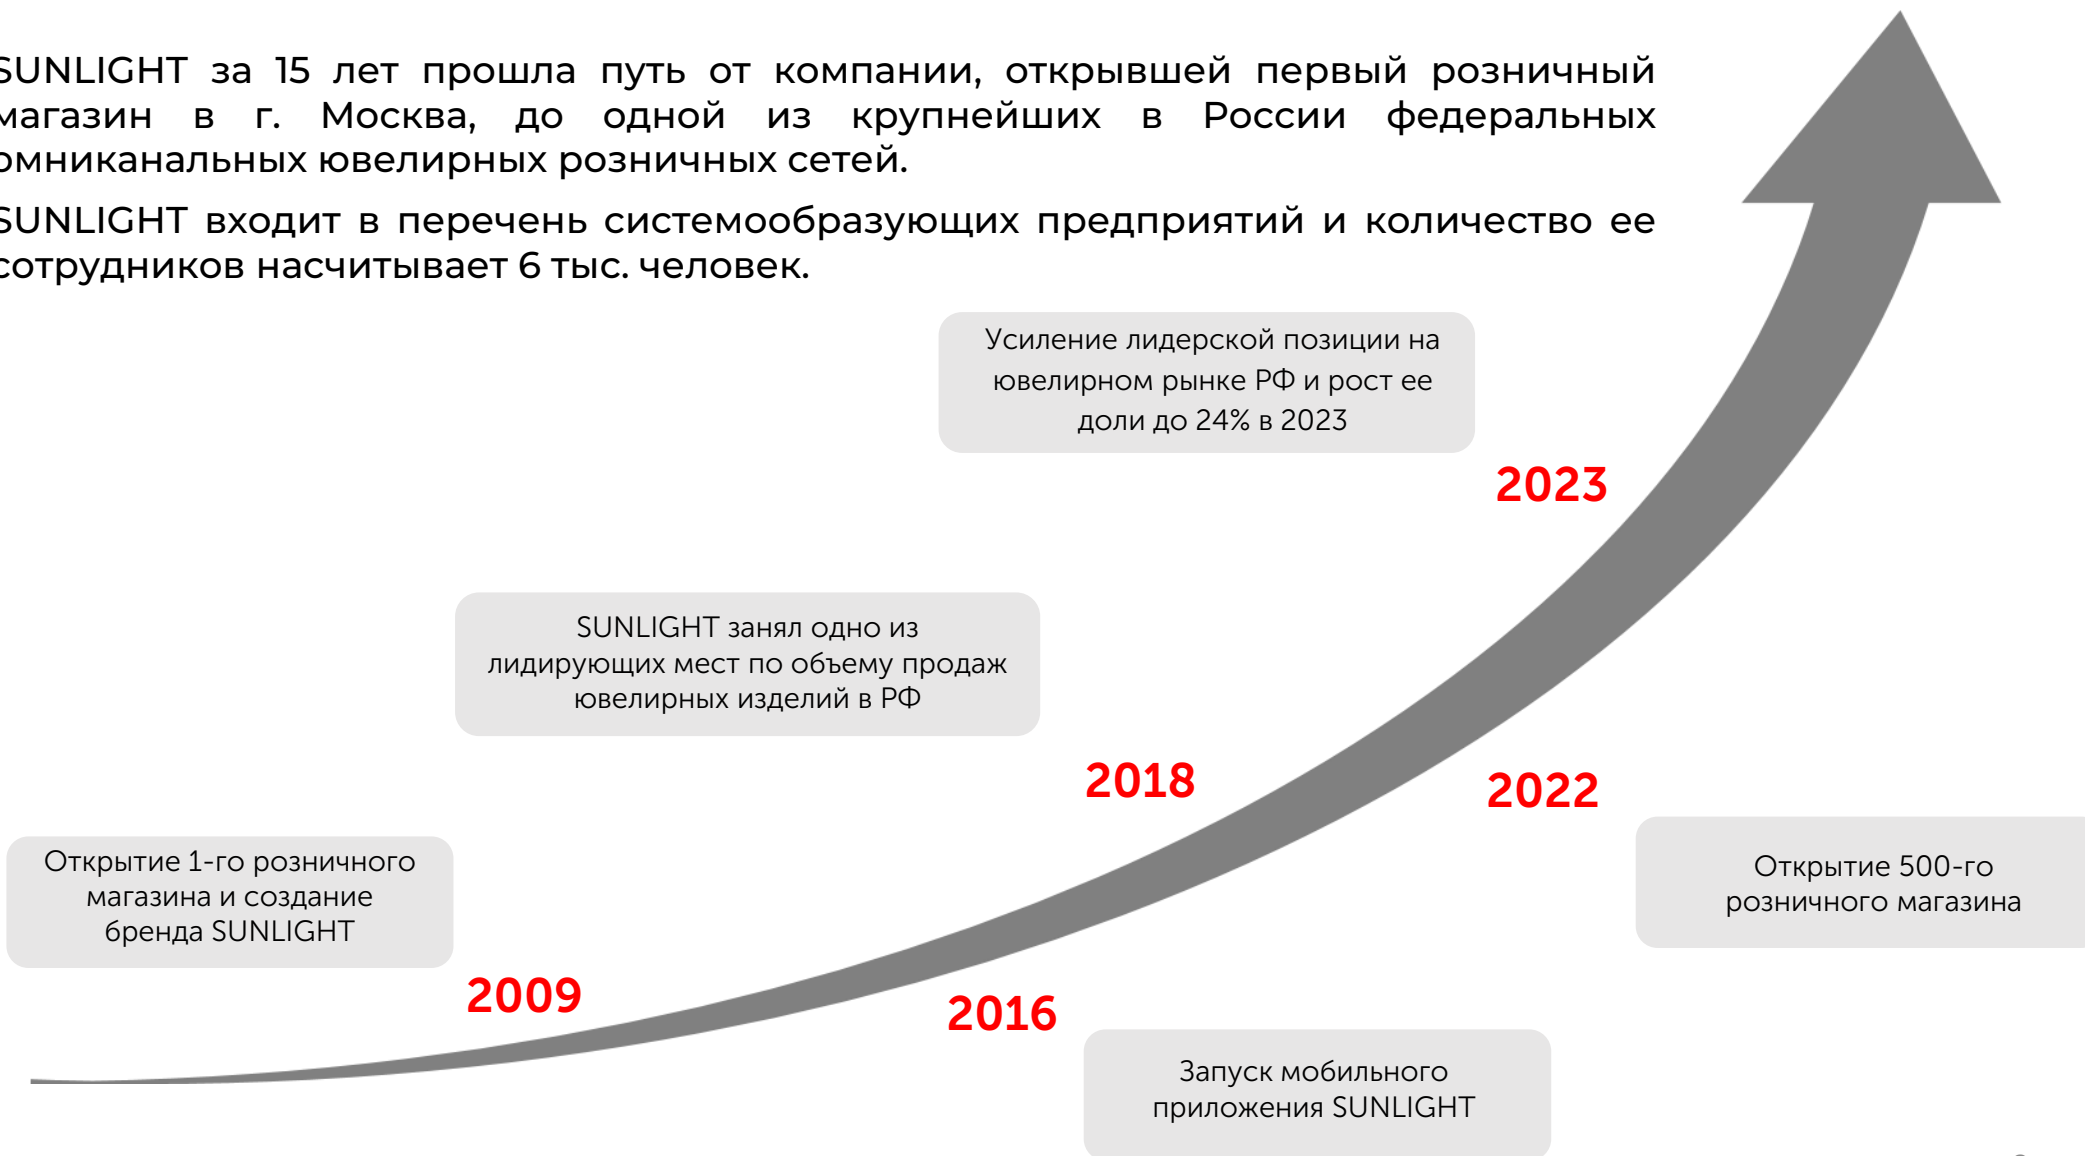 SUNLIGHT за 15 лет прошла путь от компании, открывшей первый розничный
магазин в г. Москва, до одной из крупнейших в России федеральных
омниканальных ювелирных розничных сетей.
SUNLIGHT входит в перечень системообразующих предприятий и количество ее
сотрудников насчитывает 6 тыс. человек.
Усиление лидерской позиции на
ювелирном рынке РФ и рост ее
доли до 24% в 2023
2023
SUNLIGHT занял одно из
лидирующих мест по объему продаж
ювелирных изделий в РФ
2018
2022
Открытие 1-го розничного
магазина и создание
бренда SUNLIGHT
Открытие 500-го
розничного магазина
2009
2016
Запуск мобильного
приложения SUNLIGHT